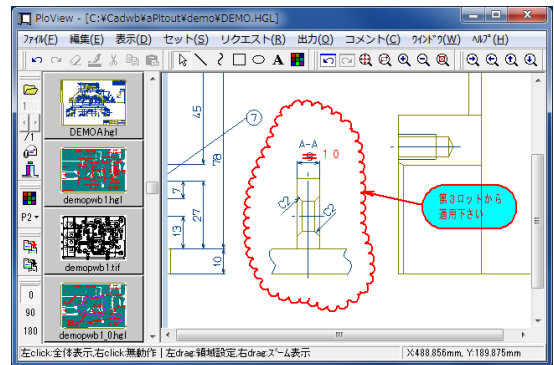 PloView - [C:¥Cadwb¥aPltout¥demo¥DEMO.HGL]
ﾌｧｲﾙ(F) 編集(E) 表示(D) セット(S) リクエスト(R) 出力(O) コメント(C) ｳｲﾝﾄﾞｳ(W) ﾍﾙﾌﾟ(H)
1
/1
P2
0
90
180
DEMOA.hgl
demopwb1.hgl
demopwb1.tif
demopwb1_0.hgl
45
7
78
7
27
13
10
A-A
10
C2
C2
第3ロットから
適用下さい
左click:全体表示,右click:無動作
左drag:領域設定,右drag:ｽﾞｰﾑ表示
X:488.856mm, Y:189.875mm